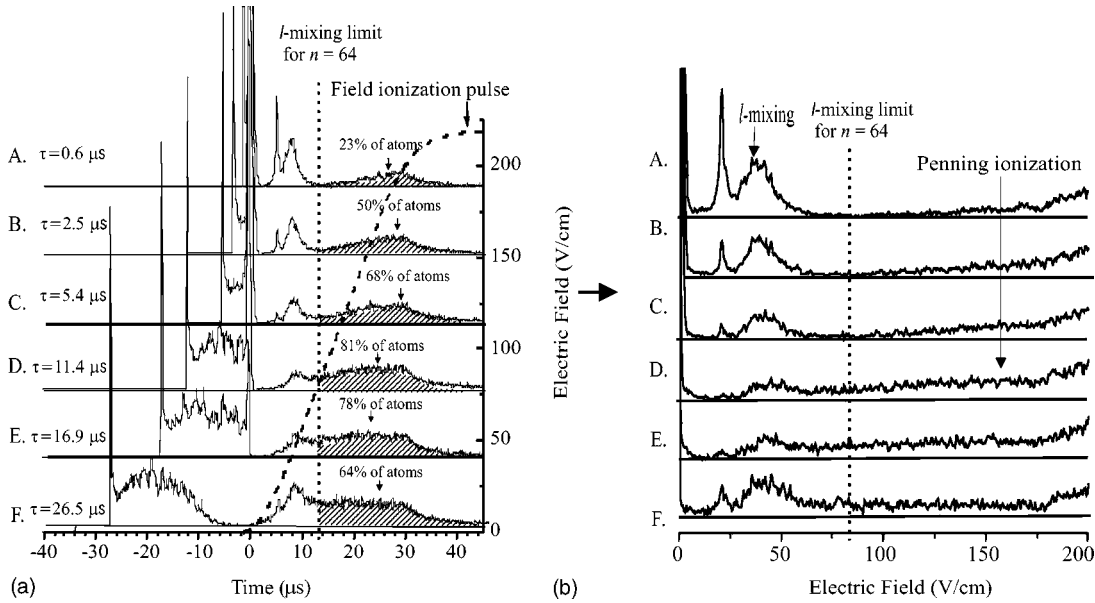 l-mixing limit
for n = 64
Field ionization pulse
A. τ=0.6 μs
23% of atoms
200
B. τ=2.5 μs
50% of atoms
150
C. τ=5.4 μs
68% of atoms
100
D. τ=11.4 μs
81% of atoms
E. τ=16.9 μs
78% of atoms
50
F. τ=26.5 μs
64% of atoms
0
-40 -30 -20 -10 0 10 20 30 40
Time (μs)
(a)
Electric Field (V/cm)
l-mixing
l-mixing limit
for n = 64
Penning ionization
A.
B.
C.
D.
E.
F.
0 50 100 150 200
Electric Field (V/cm)
(b)